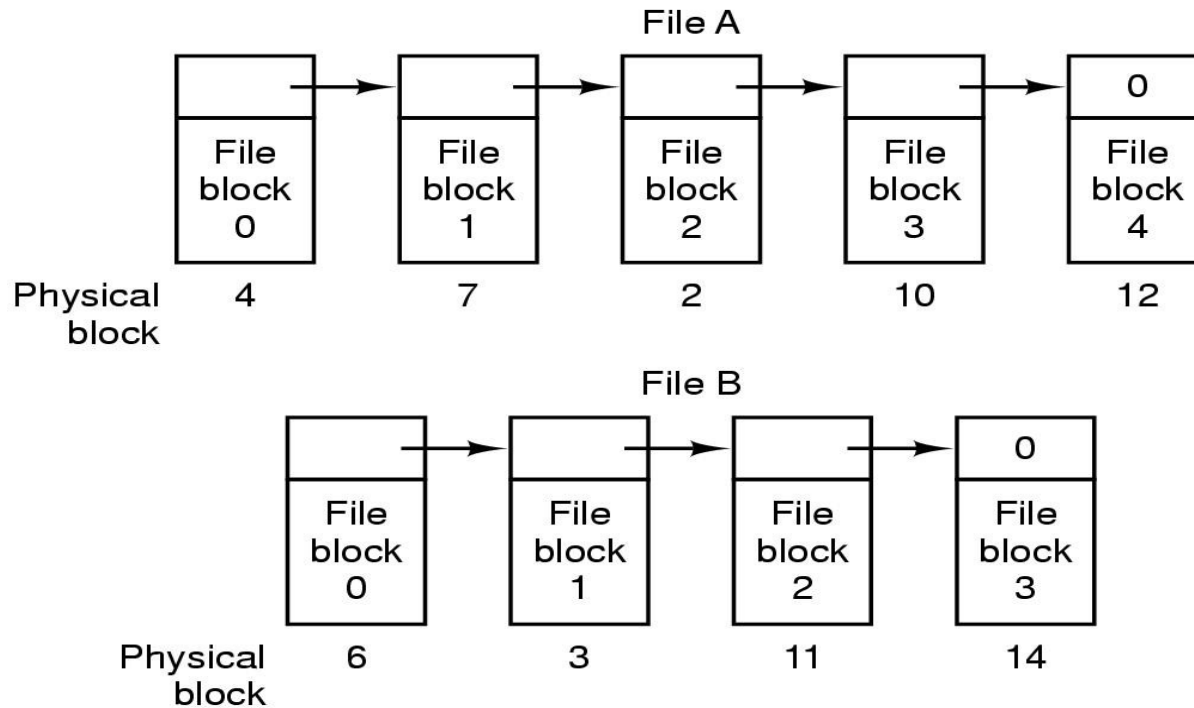 File A
0
File block 0
File block 1
File block 2
File block 3
File block 4
Physical block
4 7 2 10 12
File B
0
File block 0
File block 1
File block 2
File block 3
Physical block
6 3 11 14